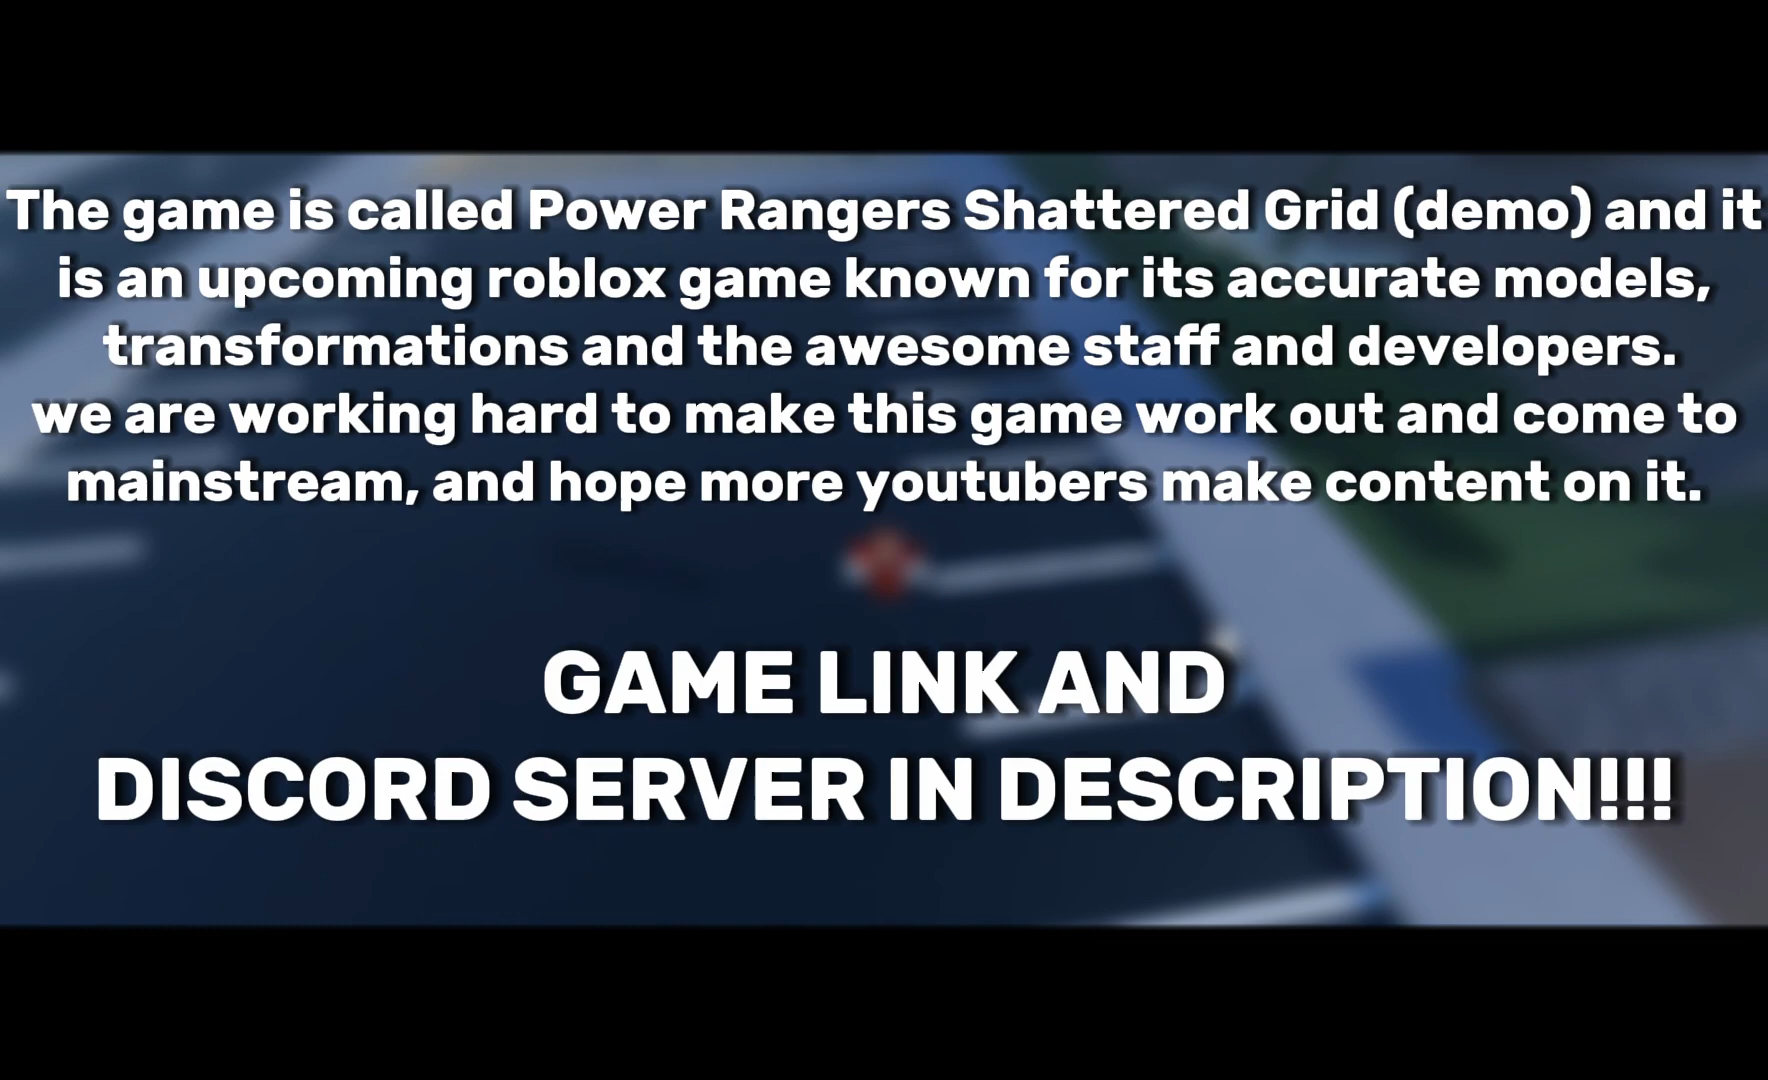 The game is called Power Rangers Shattered Grid (demo) and it
is an upcoming roblox game known for its accurate models,
transformations and the awesome staff and developers.
we are working hard to make this game work out and come to
mainstream, and hope more youtubers make content on it.
GAME LINK AND
DISCORD SERVER IN DESCRIPTION!!!